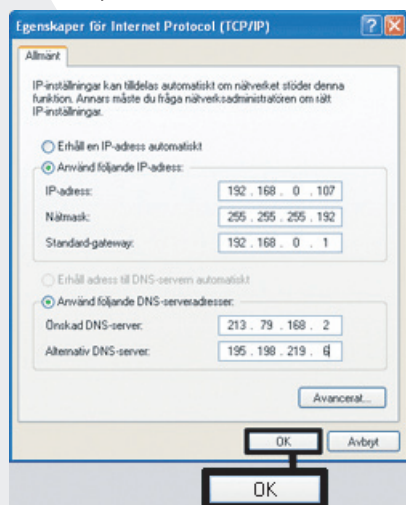 Egenskaper för Internet Protocol (TCP/IP)
Allmänt
IP-inställningar kan tilldelas automatiskt om nätverket stöder denna
funktion. Annars måste du fråga nätverksadministratören om rätt
IP-inställningar.
Erhåll en IP-adress automatiskt
Använd följande IP-adress:
IP-adress: 192 . 168 . 0 . 107
Nätmask: 255 . 255 . 255 . 192
Standard-gateway: 192 . 168 . 0 . 1
Erhåll adress till DNS-servern automatiskt
Använd följande DNS-serveradresser:
Önskad DNS-server: 213 . 79 . 168 . 2
Alternativ DNS-server: 195 . 198 . 219 . 6
Avancerat...
OK Avbryt
OK